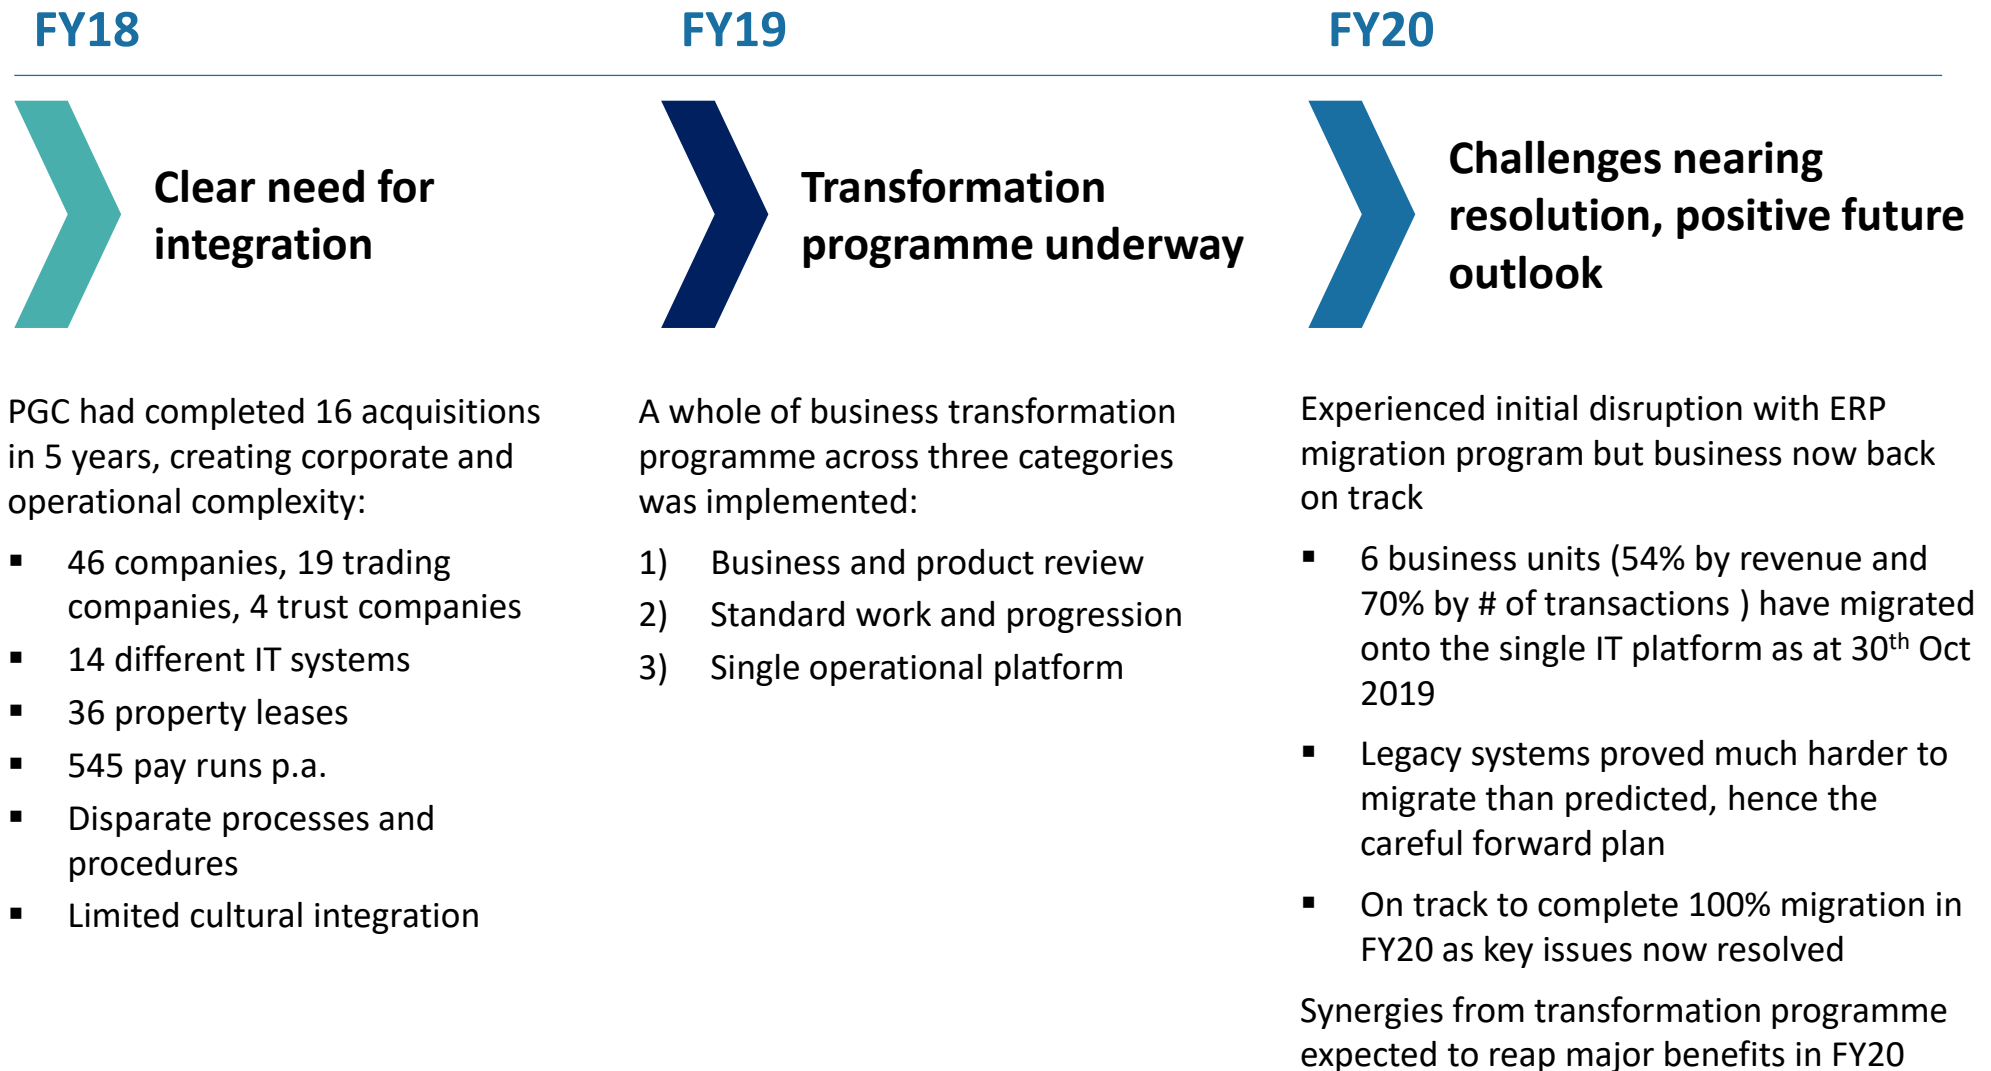 FY18
FY19
FY20
Clear need for
integration
Transformation
programme underway
Challenges nearing
resolution, positive future
outlook
PGC had completed 16 acquisitions
in 5 years, creating corporate and
operational complexity:
▪ 46 companies, 19 trading
companies, 4 trust companies
▪ 14 different IT systems
▪ 36 property leases
▪ 545 pay runs p.a.
▪ Disparate processes and
procedures
▪ Limited cultural integration
A whole of business transformation
programme across three categories
was implemented:
1) Business and product review
2) Standard work and progression
3) Single operational platform
Experienced initial disruption with ERP
migration program but business now back
on track
▪ 6 business units (54% by revenue and
70% by # of transactions ) have migrated
onto the single IT platform as at 30th Oct
2019
▪ Legacy systems proved much harder to
migrate than predicted, hence the
careful forward plan
▪ On track to complete 100% migration in
FY20 as key issues now resolved
Synergies from transformation programme
expected to reap major benefits in FY20